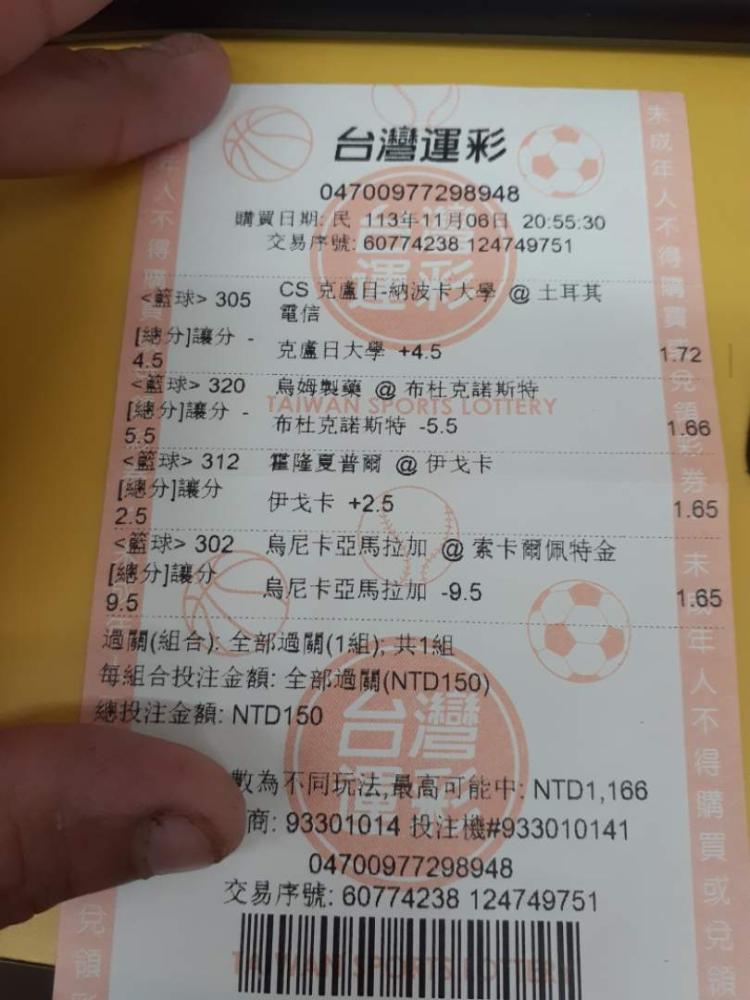 台灣運彩
04700977298948
購買日期: 民 113年11月06日 20:55:30
交易序號: 60774238 124749751
<籃球> 305 CS 克盧日-納波卡大學 @ 土耳其
電信
[總分]讓分 -
4.5 克盧日大學 +4.5 1.72
<籃球> 320 烏姆製藥 @ 布杜克諾斯特
[總分]讓分 -
5.5 布杜克諾斯特 -5.5 1.66
<籃球> 312 霍隆夏普爾 @ 伊戈卡
[總分]讓分
2.5 伊戈卡 +2.5 1.65
<籃球> 302 烏尼卡亞馬拉加 @ 索卡爾佩特金
[總分]讓分
9.5 烏尼卡亞馬拉加 -9.5 1.65
過關(組合): 全部過關(1組); 共1組
每組合投注金額: 全部過關(NTD150)
總投注金額: NTD150
數為不同玩法,最高可能中: NTD1,166
商: 93301014 投注機#933010141
04700977298948
交易序號: 60774238 124749751
台灣運彩
TAIWAN SPORTS LOTTERY
台灣運彩
未成年人不得購買或兌領彩券
未成年人不得購買或兌領